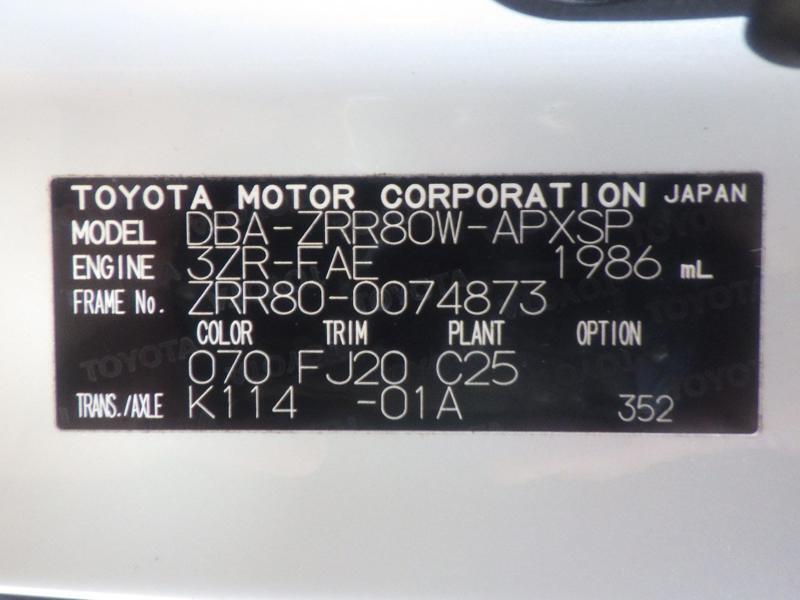 TOYOTA MOTOR CORPORATION JAPAN
MODEL DBA-ZRR80W-APXSP
ENGINE 3ZR-FAE 1986 mL
FRAME No. ZRR80-0074873
COLOR TRIM PLANT OPTION
070 FJ20 C25
TRANS./AXLE K114 -01A 352